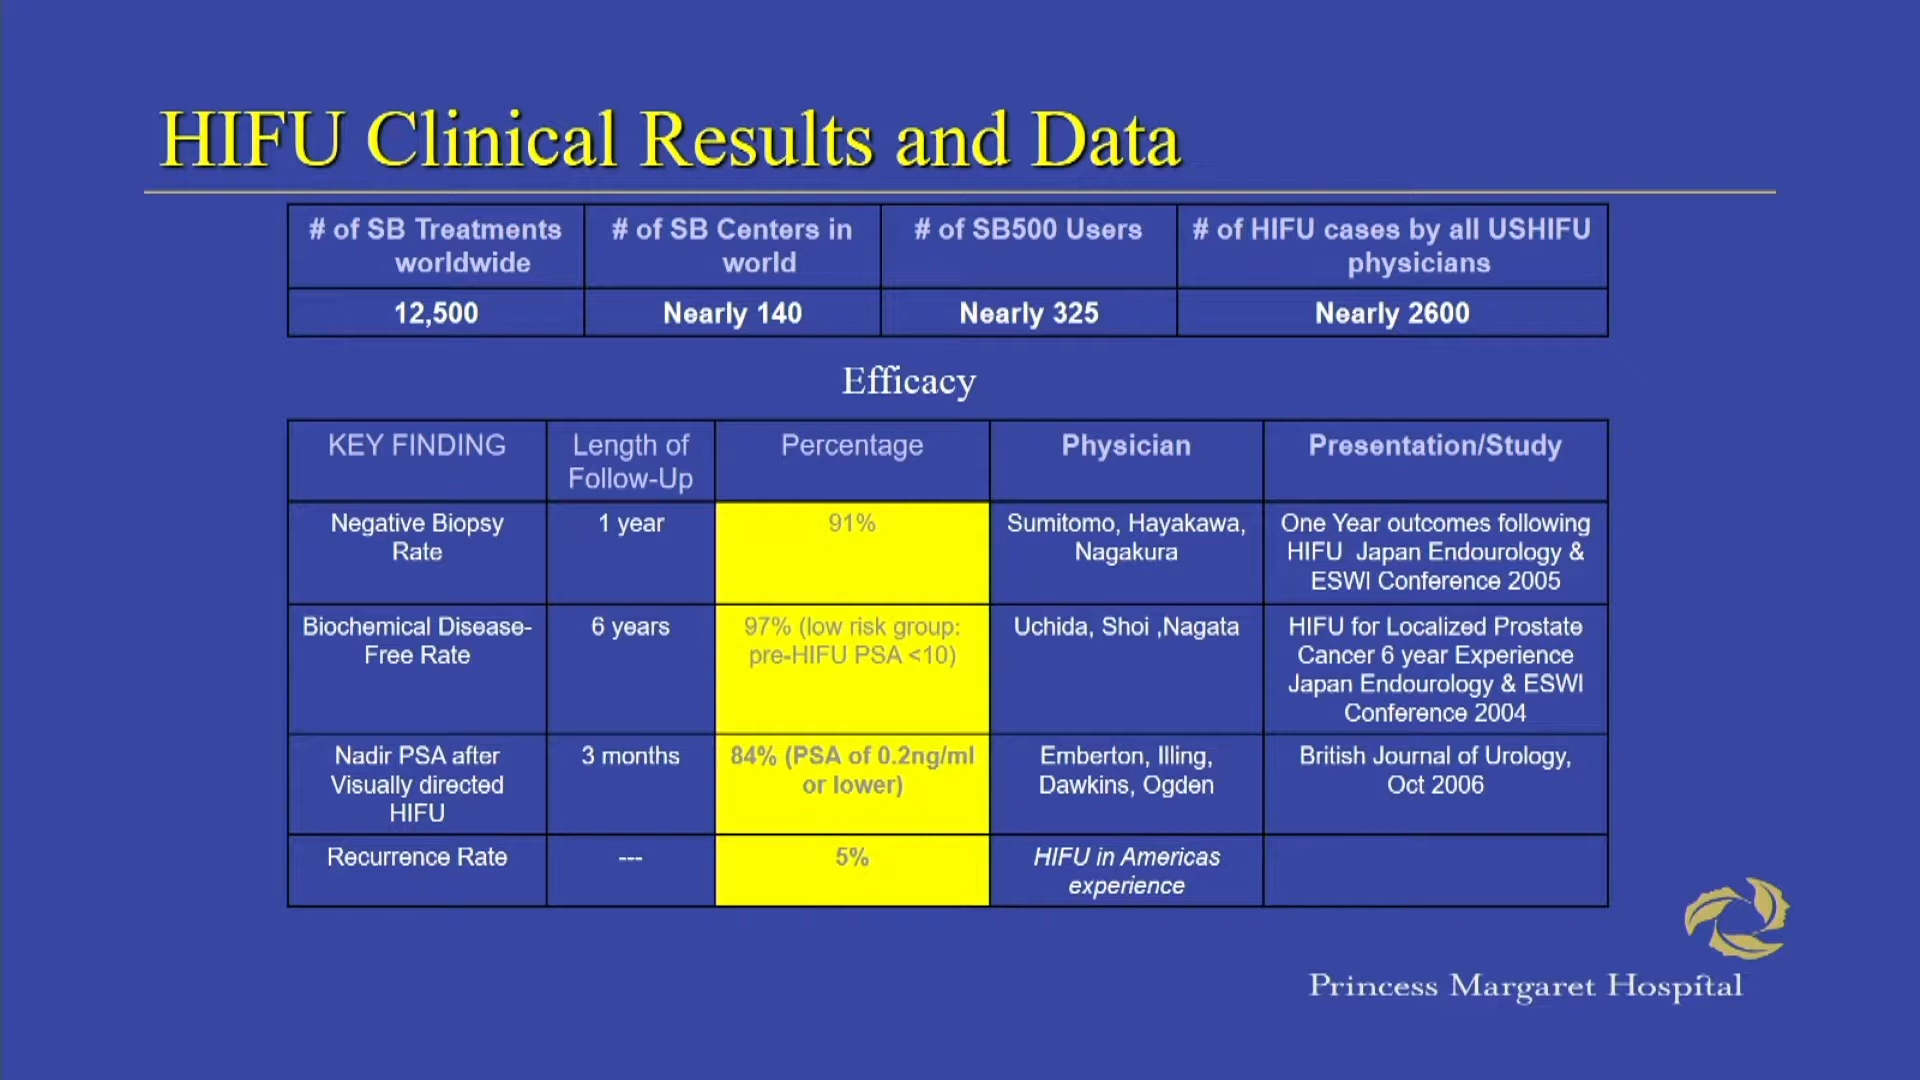 HIFU Clinical Results and Data
# of SB Treatments worldwide
# of SB Centers in world
# of SB500 Users
# of HIFU cases by all USHIFU physicians
12,500
Nearly 140
Nearly 325
Nearly 2600
Efficacy
KEY FINDING
Length of Follow-Up
Percentage
Physician
Presentation/Study
Negative Biopsy Rate
1 year
91%
Sumitomo, Hayakawa, Nagakura
One Year outcomes following HIFU Japan Endourology & ESWI Conference 2005
Biochemical Disease-Free Rate
6 years
97% (low risk group: pre-HIFU PSA <10)
Uchida, Shoi ,Nagata
HIFU for Localized Prostate Cancer 6 year Experience Japan Endourology & ESWI Conference 2004
Nadir PSA after Visually directed HIFU
3 months
84% (PSA of 0.2ng/ml or lower)
Emberton, Illing, Dawkins, Ogden
British Journal of Urology, Oct 2006
Recurrence Rate
---
5%
HIFU in Americas experience
Princess Margaret Hospital